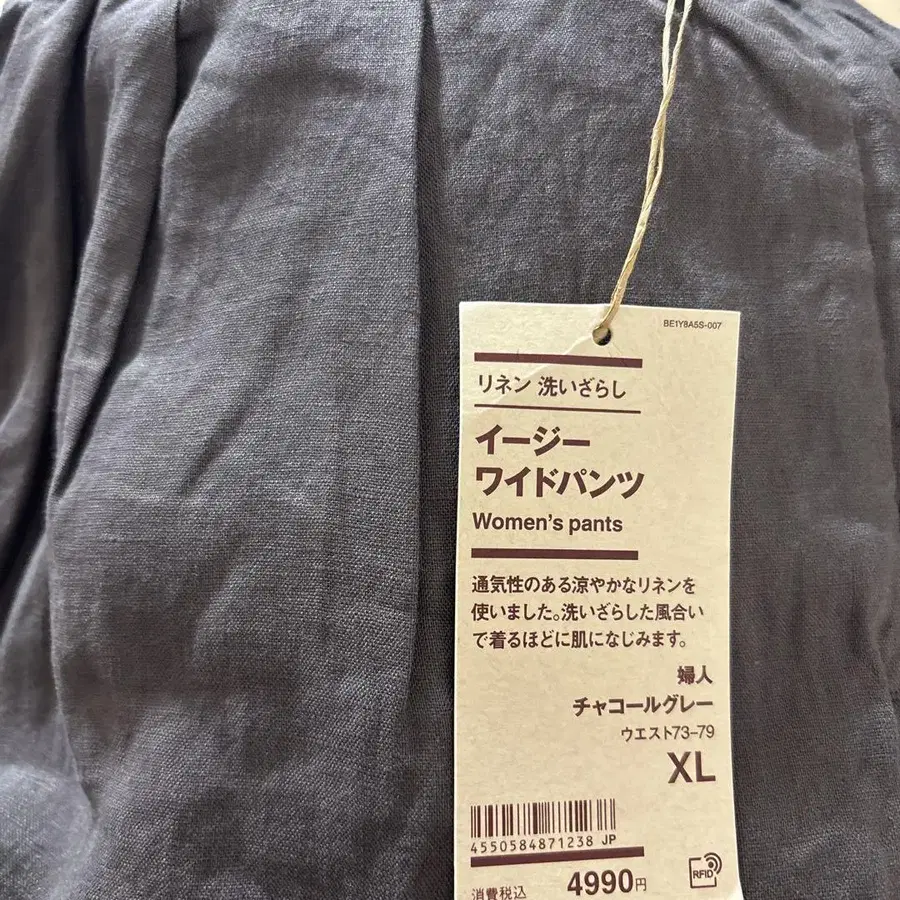 BE1Y8A5S-007
リネン 洗いざらし
イージー
ワイドパンツ
Women's pants
通気性のある涼やかなリネンを
使いました。洗いざらした風合い
で着るほどに肌になじみます。
婦人
チャコールグレー
ウエスト73-79
XL
4550584871238 JP
消費税込 4990円
RFID